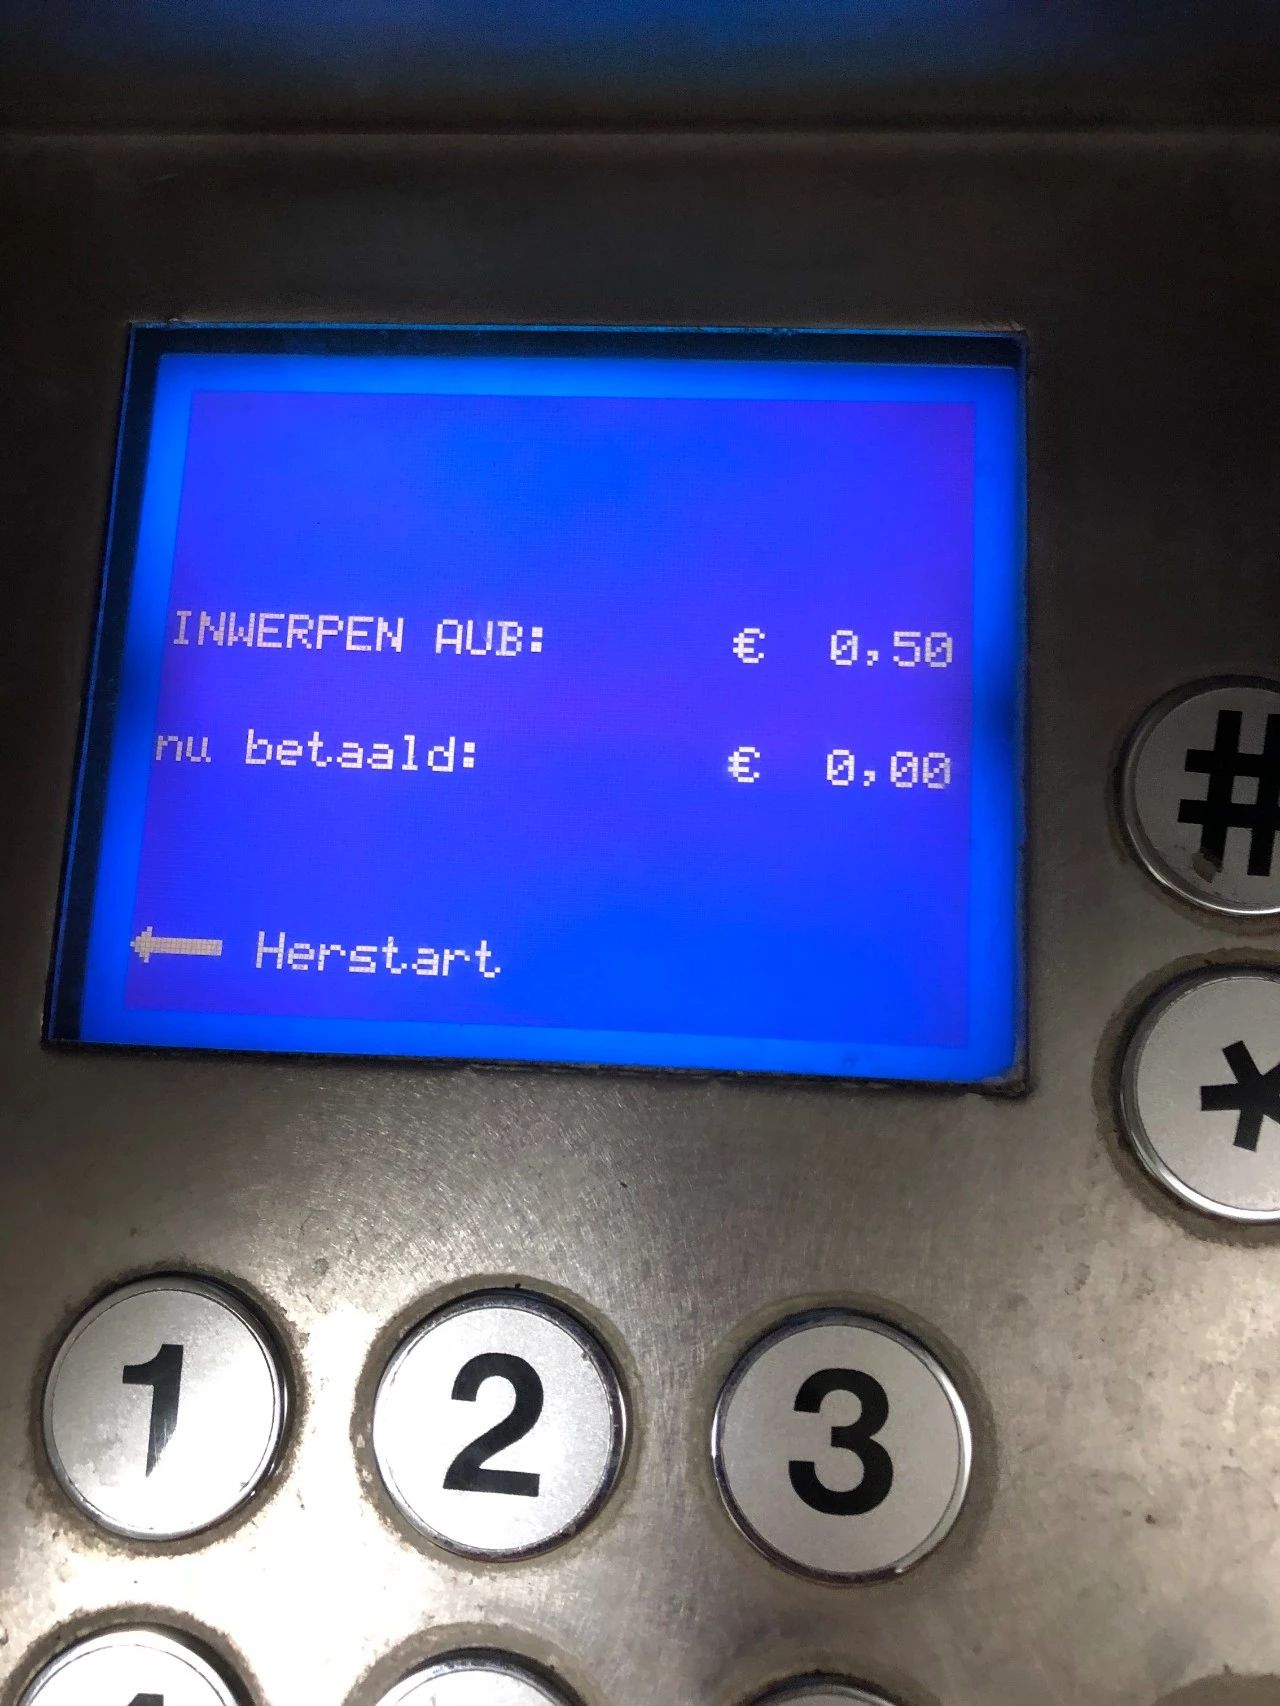 INWERPEN AUB: € 0,50
nu betaald: € 0,00
← Herstart
#
*
1 2 3